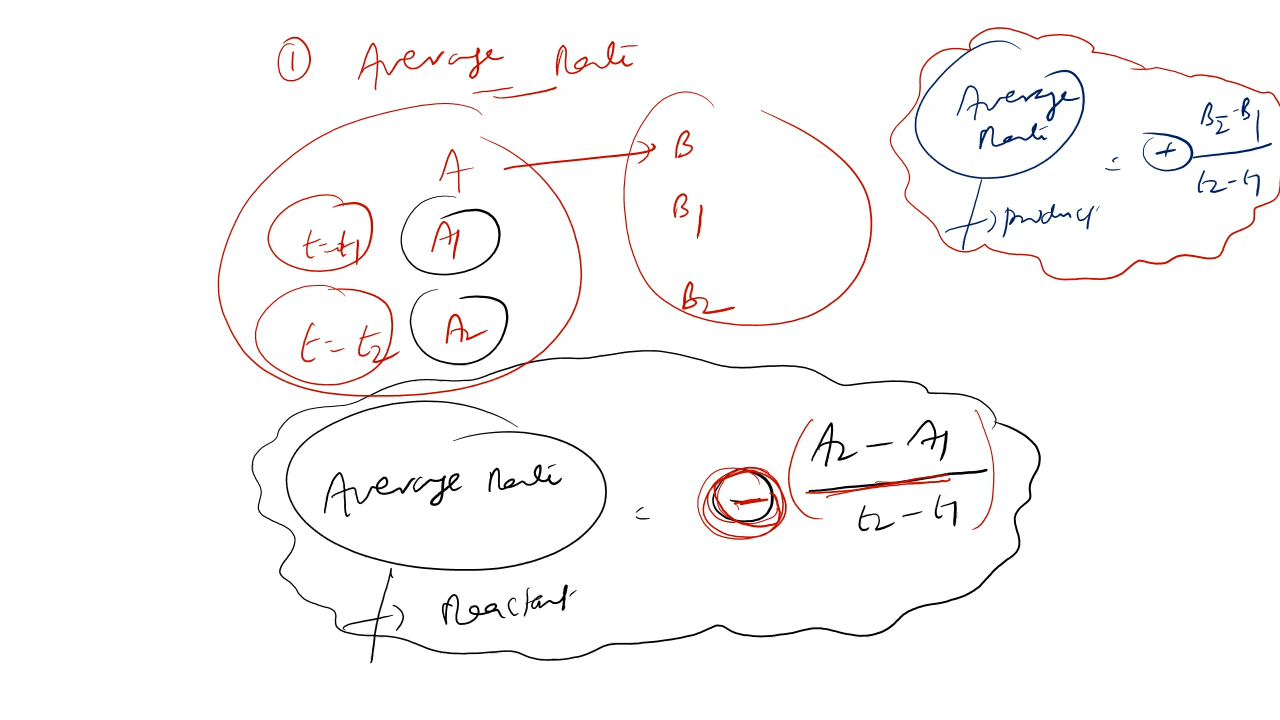 ① Average Rate
A → B
t=t1 A1 B1
t=t2 A2 B2
Average Rate = + B2-B1 / t2-t1
→ product
Average Rate = - (A2 - A1 / t2 - t1)
→ Reactant